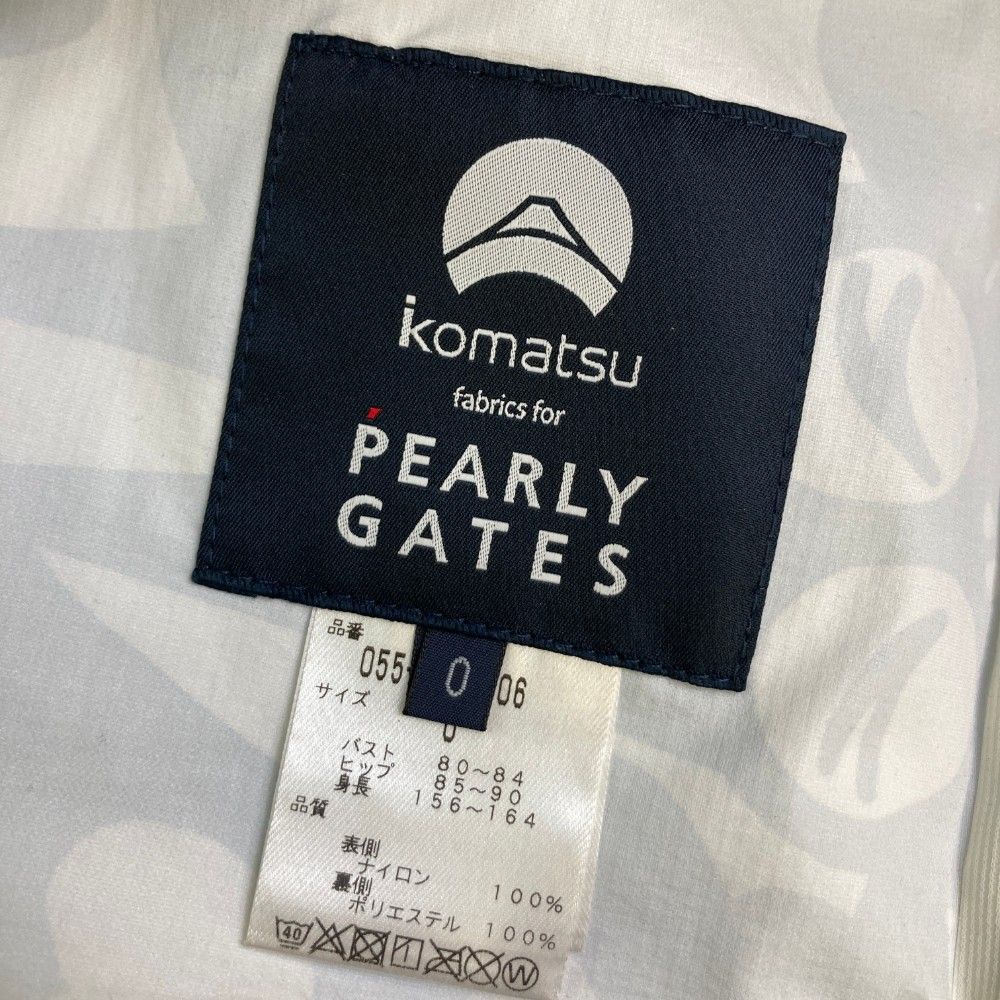 komatsu
fabrics for
PEARLY
GATES
品番
055- 06
0
サイズ
0
バスト 80～84
ヒップ 85～90
身長 156～164
品質
表側
ナイロン 100%
裏側
ポリエステル 100%
40
W